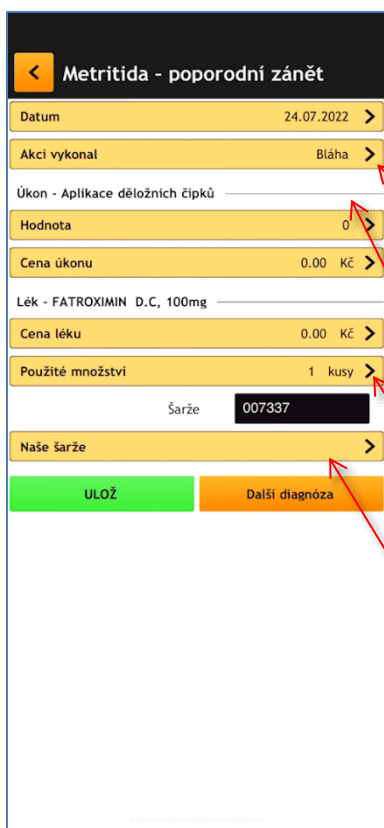 Metritida - poporodní zánět
Datum 24.07.2022
Akci vykonal Bláha
Úkon - Aplikace děložních čípků
Hodnota 0
Cena úkonu 0.00 Kč
Lék - FATROXIMIN D.C, 100mg
Cena léku 0.00 Kč
Použité množství 1 kusy
Šarže 007337
Naše šarže
ULOŽ Další diagnóza